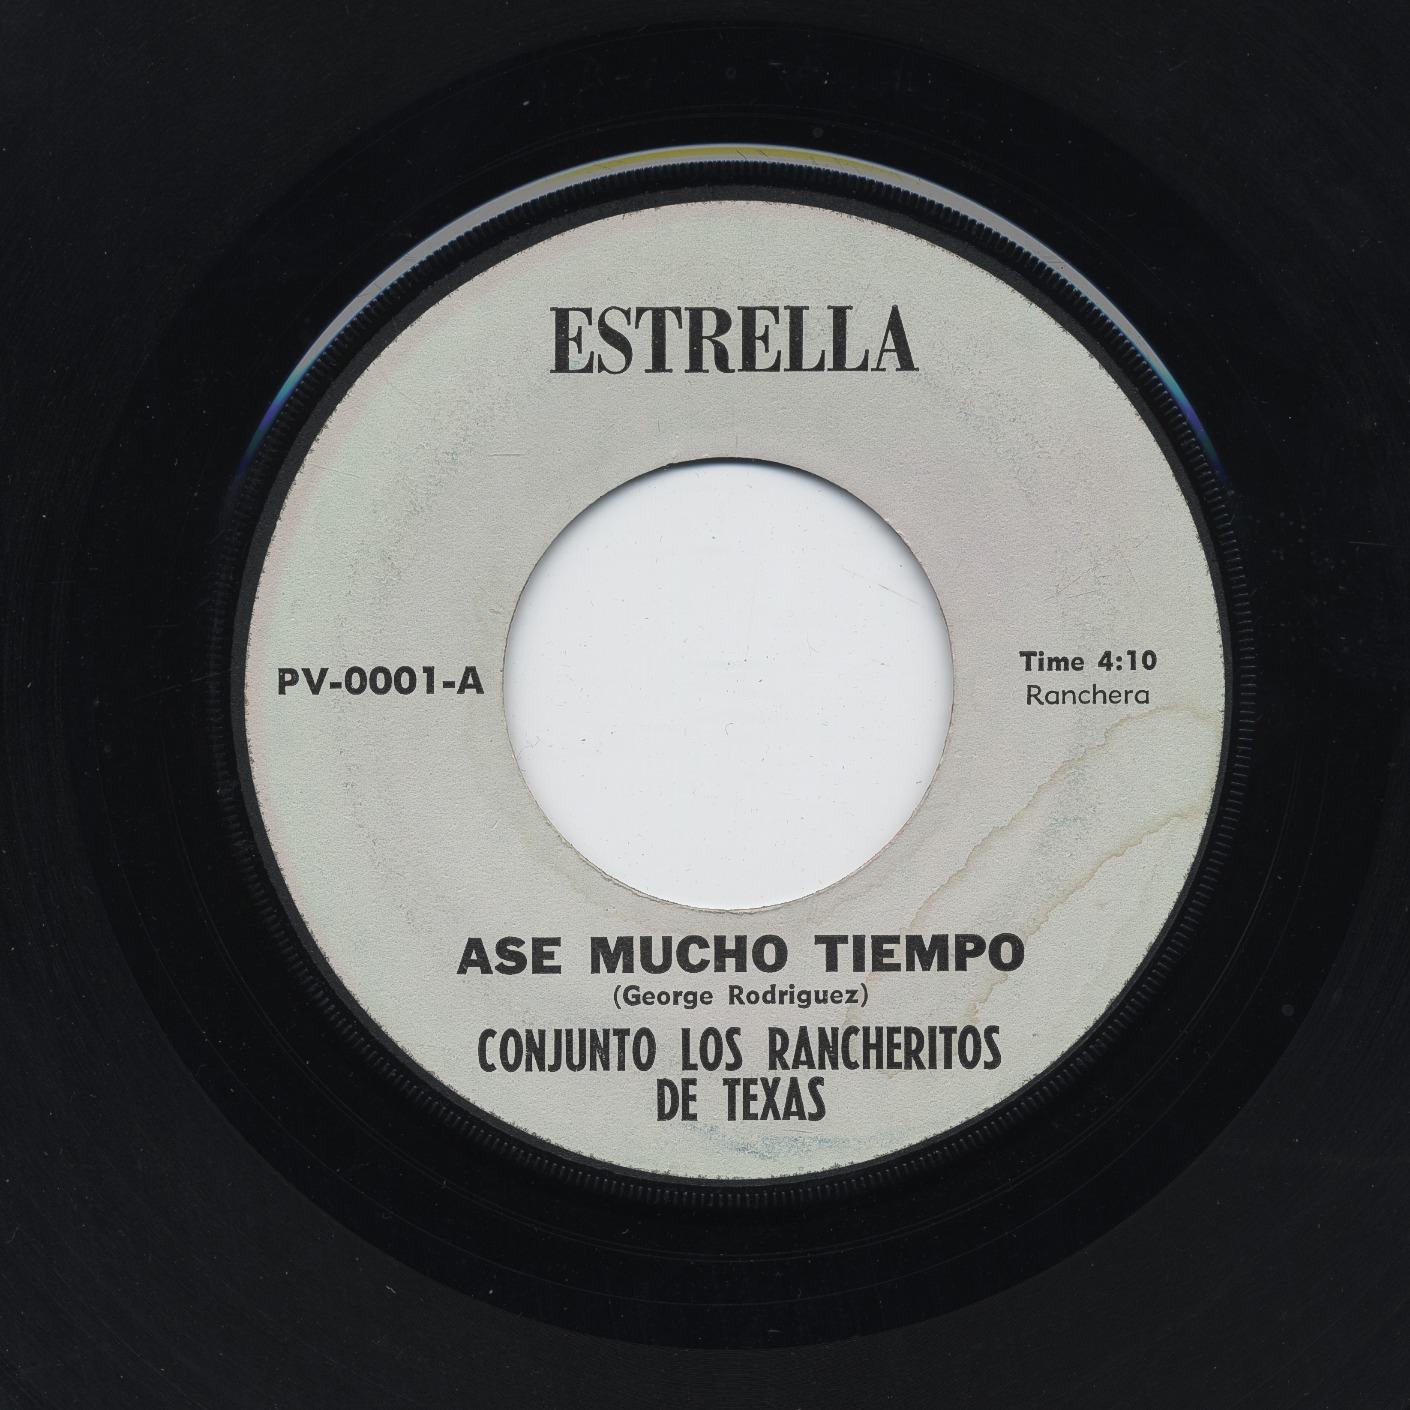 ESTRELLA
PV-0001-A
Time 4:10
Ranchera
ASE MUCHO TIEMPO
(George Rodriguez)
CONJUNTO LOS RANCHERITOS
DE TEXAS